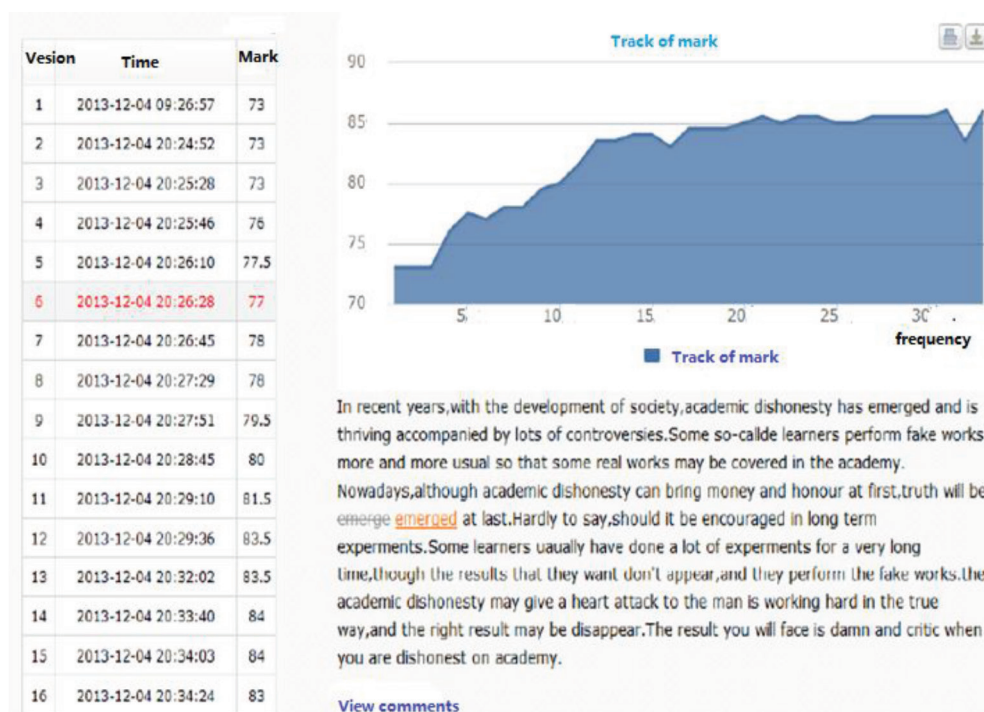 Vesion Time Mark
1 2013-12-04 09:26:57 73
2 2013-12-04 20:24:52 73
3 2013-12-04 20:25:28 73
4 2013-12-04 20:25:46 76
5 2013-12-04 20:26:10 77.5
6 2013-12-04 20:26:28 77
7 2013-12-04 20:26:45 78
8 2013-12-04 20:27:29 78
9 2013-12-04 20:27:51 79.5
10 2013-12-04 20:28:45 80
11 2013-12-04 20:29:10 81.5
12 2013-12-04 20:29:36 83.5
13 2013-12-04 20:32:02 83.5
14 2013-12-04 20:33:40 84
15 2013-12-04 20:34:03 84
16 2013-12-04 20:34:24 83
Track of mark
90
85
80
75
70
5 10 15 20 25 30
frequency
Track of mark
In recent years,with the development of society,academic dishonesty has emerged and is
thriving accompanied by lots of controversies.Some so-callde learners perform fake works
more and more usual so that some real works may be covered in the academy.
Nowadays,although academic dishonesty can bring money and honour at first,truth will be
emerge emerged at last.Hardly to say,should it be encouraged in long term
experments.Some learners uaually have done a lot of experments for a very long
time,though the results that they want don't appear,and they perform the fake works.the
academic dishonesty may give a heart attack to the man is working hard in the true
way,and the right result may be disappear.The result you will face is damn and critic when
you are dishonest on academy.
View comments